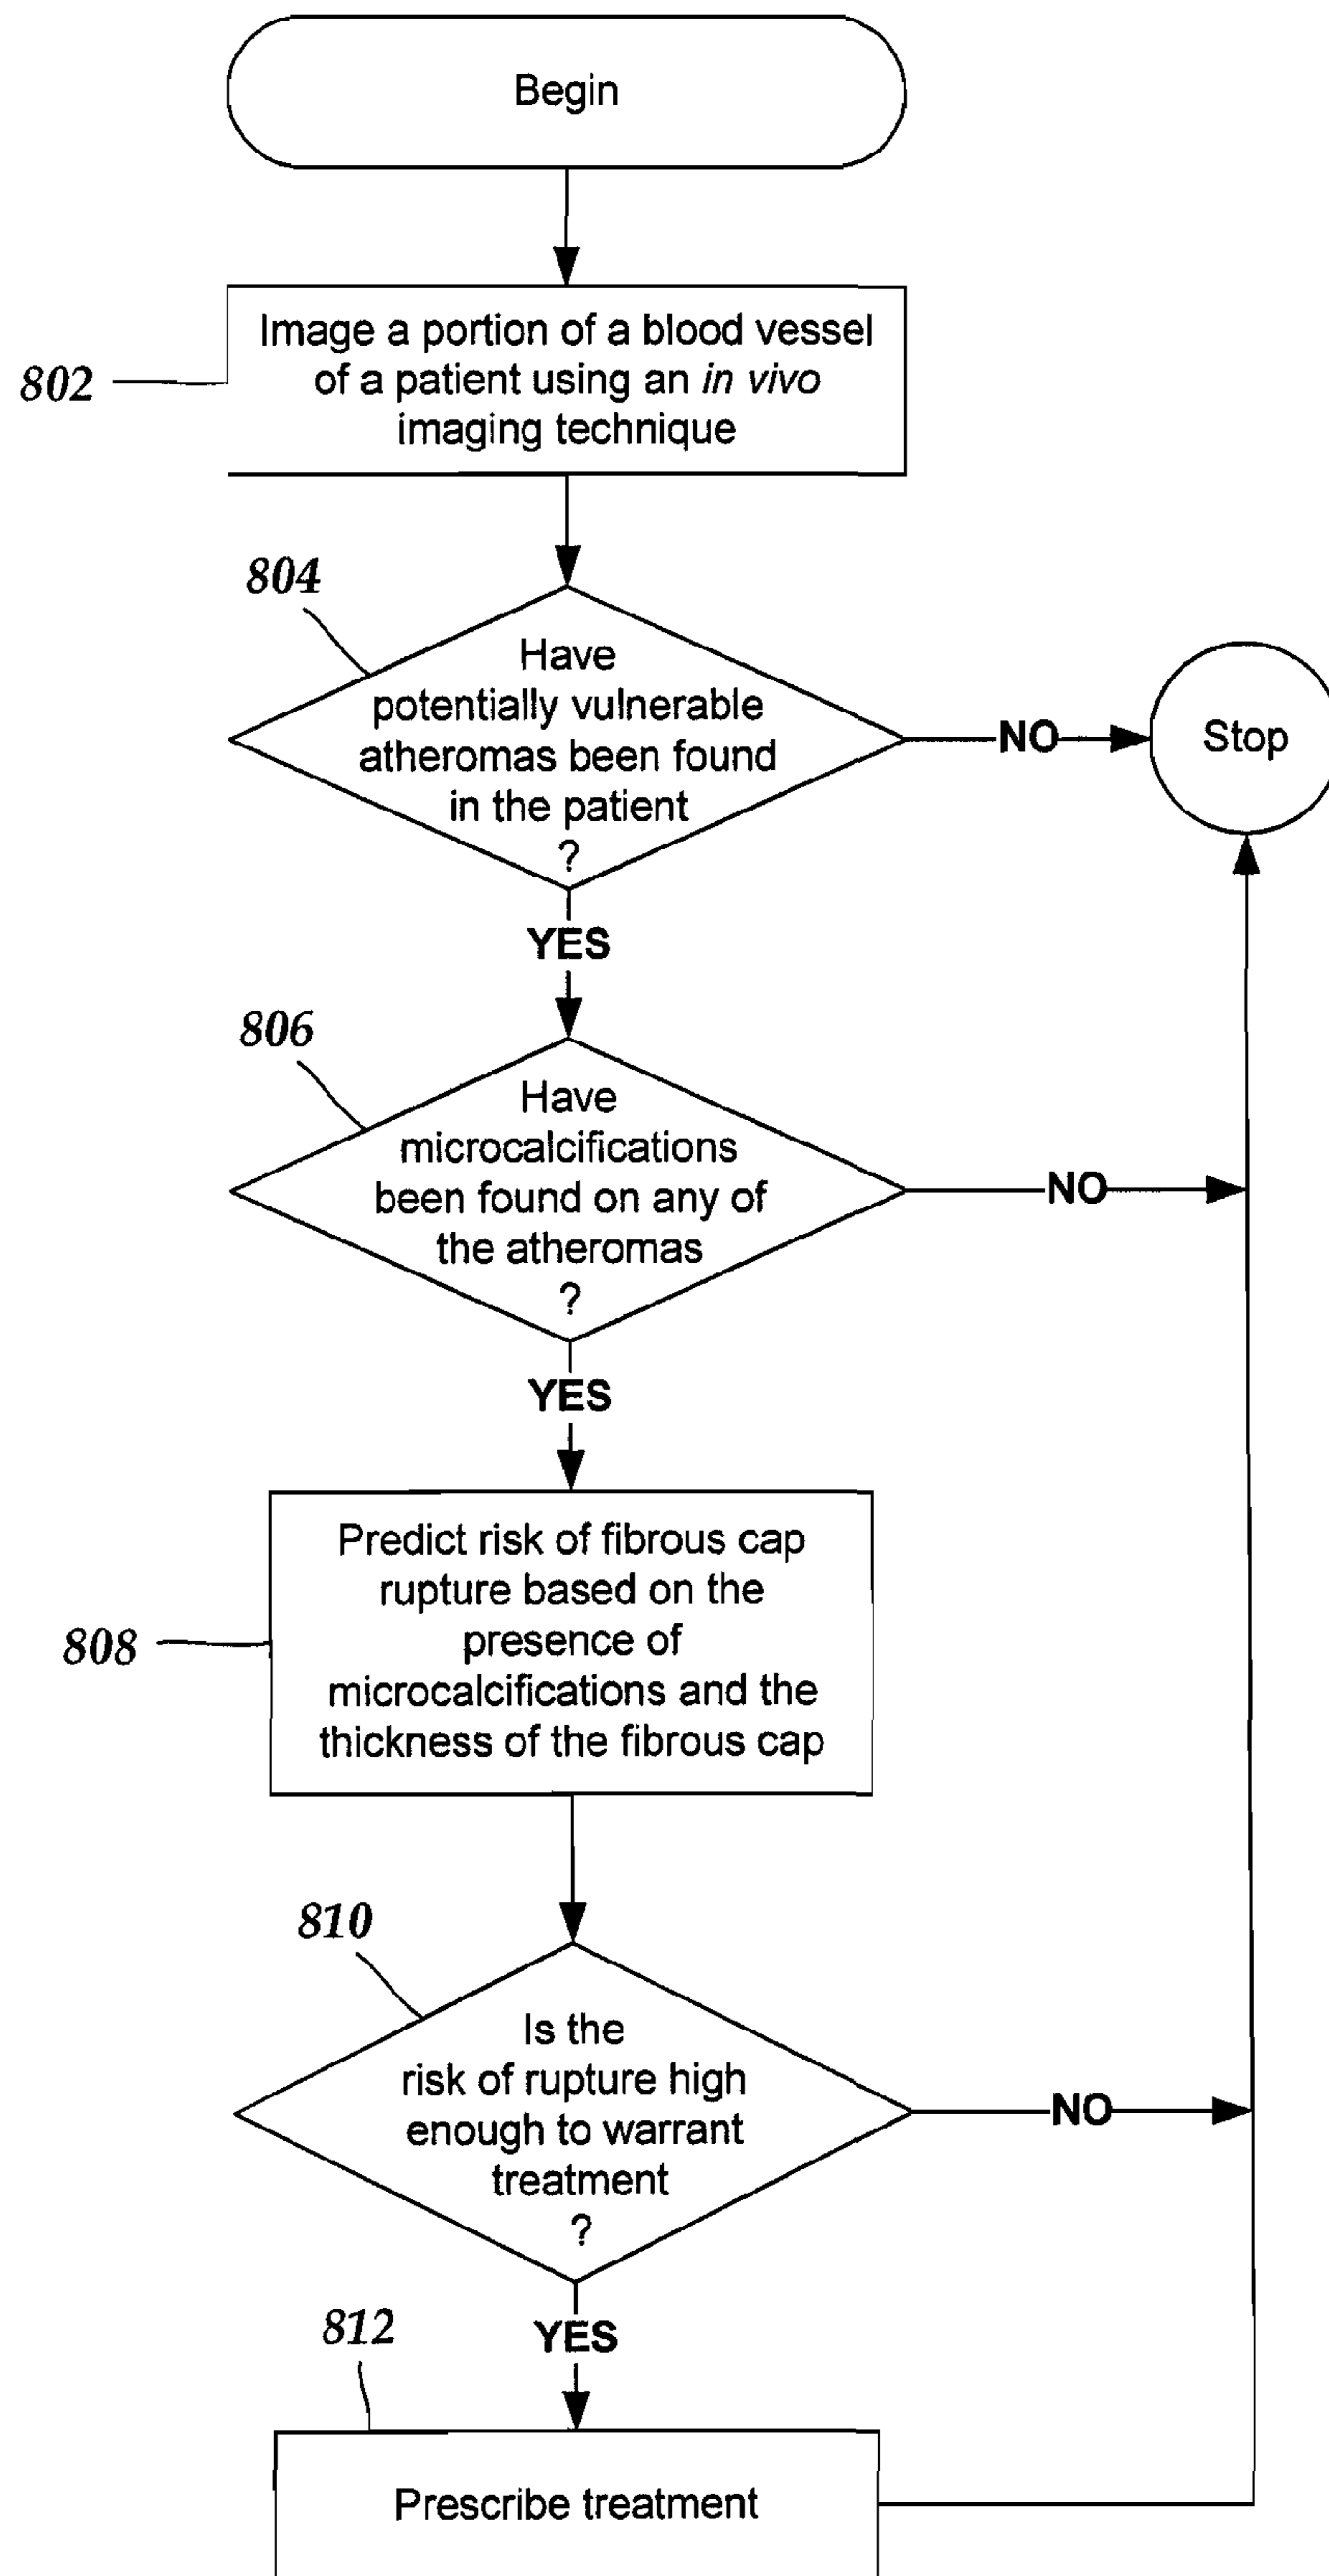 Begin
802
Image a portion of a blood vessel
of a patient using an in vivo
imaging technique
804
Have
potentially vulnerable
atheromas been found
in the patient
?
NO
Stop
YES
806
Have
microcalcifications
been found on any of
the atheromas
?
NO
YES
808
Predict risk of fibrous cap
rupture based on the
presence of
microcalcifications and the
thickness of the fibrous cap
810
Is the
risk of rupture high
enough to warrant
treatment
?
NO
YES
812
Prescribe treatment